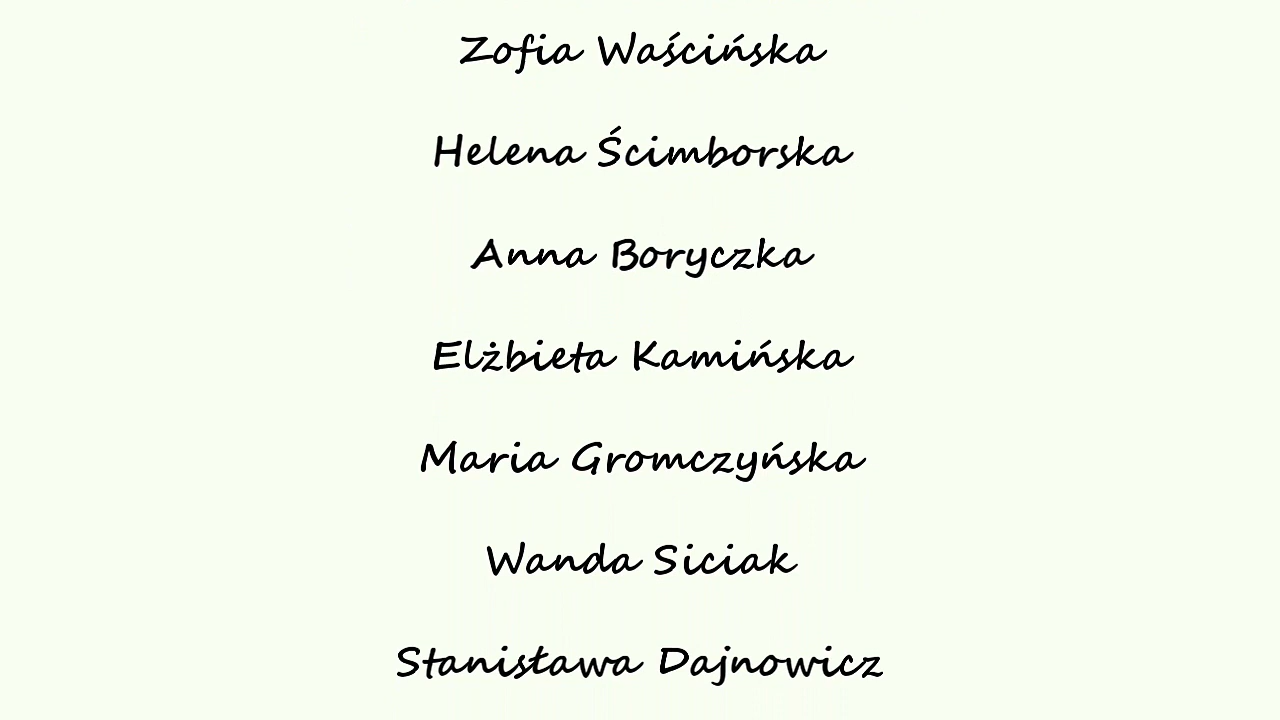 Zofia Waścińska
Helena Ścimborska
Anna Boryczka
Elżbieta Kamińska
Maria Gromczyńska
Wanda Siciak
Stanisława Dajnowicz